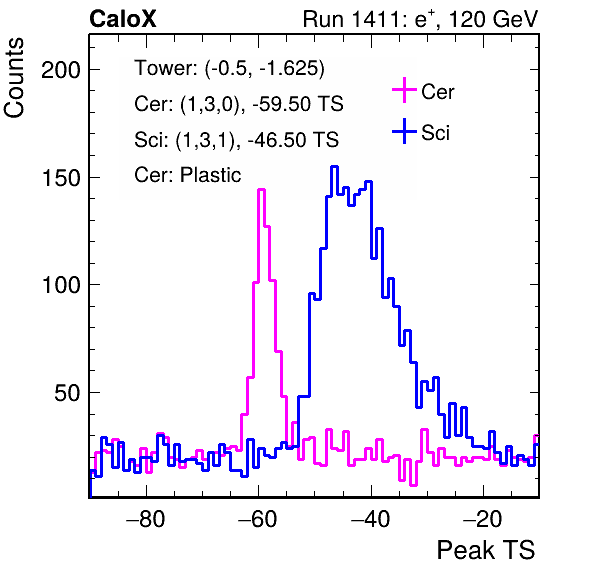 CaloX Run 1411: e⁺, 120 GeV
Counts
Tower: (-0.5, -1.625)
Cer: (1,3,0), -59.50 TS
Sci: (1,3,1), -46.50 TS
Cer: Plastic
Cer
Sci
200
150
100
50
−80 −60 −40 −20
Peak TS